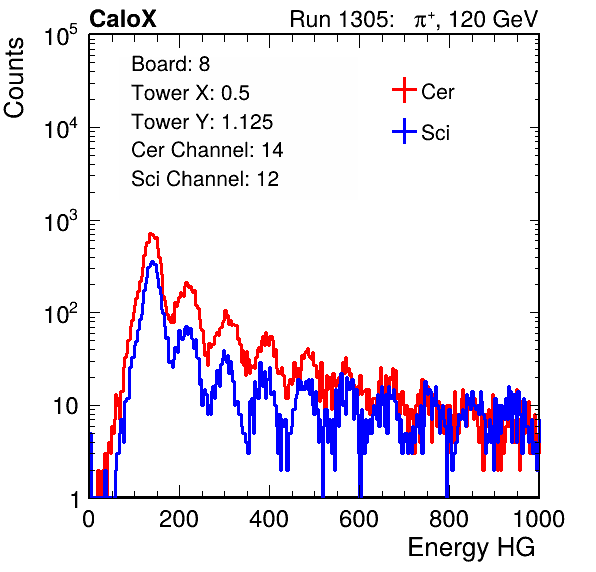 CaloX Run 1305: π⁺, 120 GeV
Counts
10⁵
10⁴
10³
10²
10
1
Board: 8
Tower X: 0.5
Tower Y: 1.125
Cer Channel: 14
Sci Channel: 12
Cer
Sci
0 200 400 600 800 1000
Energy HG